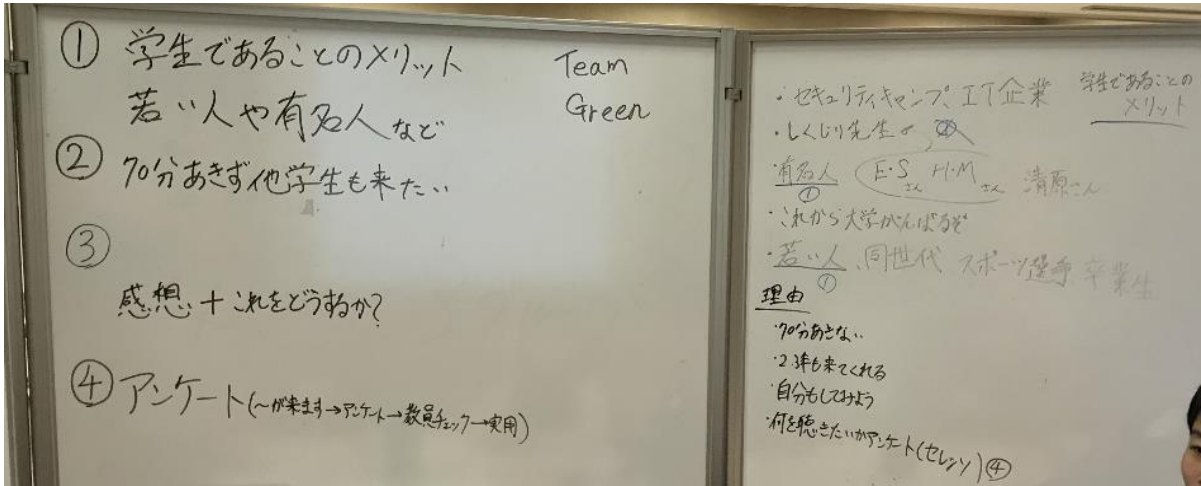 ① 学生であることのメリット
若い人や有名人など
Team
Green
② 70分あきず他学生も来たい
③
感想 + これをどうするか?
④ アンケート(〜が来ます→アンケート→教員チェック→実用)
・セキュリティキャンプ、IT企業
学生であることの
メリット
・しくじり先生
・有名人 E・Sさん H・Mさん 清原さん
①
・これから大学がんばるぞ
・若い人、同世代 スポーツ選手 卒業生
①
理由
・70分あきない
・2.3年も来てくれる
・自分もしてみよう
・何を聴きたいかアンケート(セレッソ)④